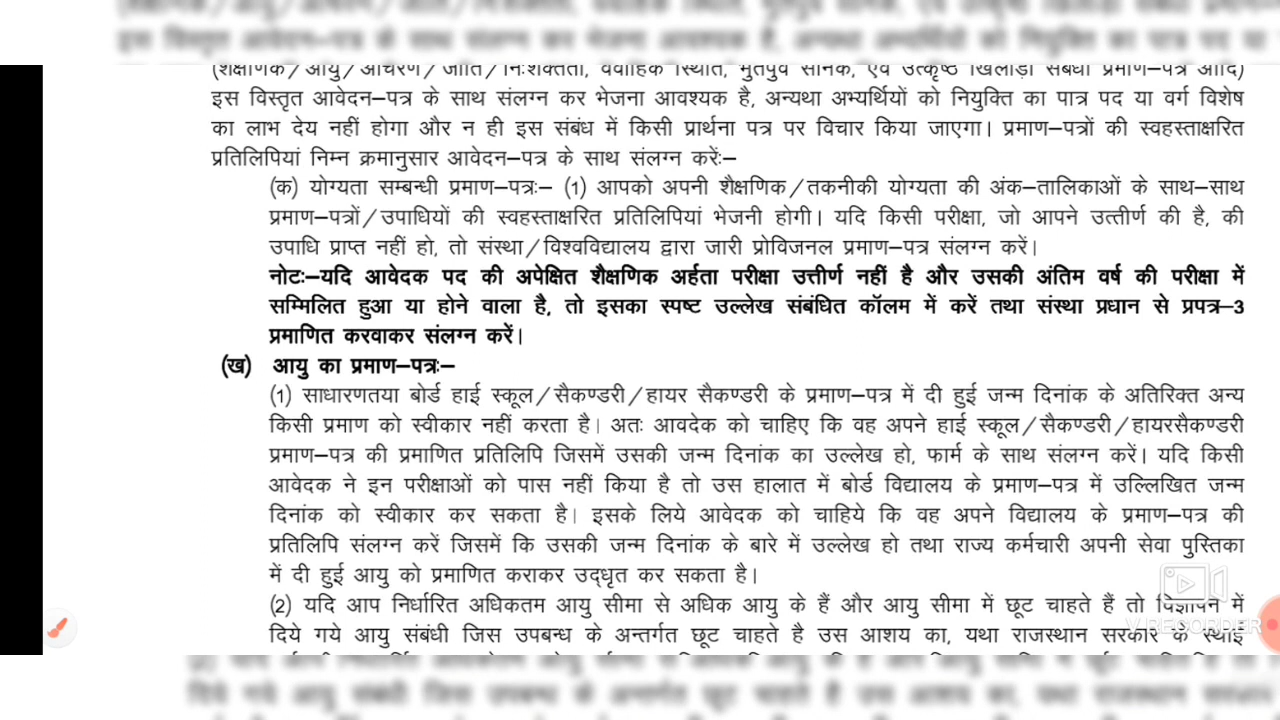 (शैक्षणिक/आयु/आचरण/जाति/निःशक्तता, वैवाहिक स्थिति, भुतपुर्व सैनिक, एवं उत्कृष्ठ खिलाडी संबंधी प्रमाण–पत्र आदि)
इस विस्तृत आवेदन–पत्र के साथ संलग्न कर भेजना आवश्यक है, अन्यथा अभ्यर्थियों को नियुक्ति का पात्र पद या वर्ग विशेष
का लाभ देय नहीं होगा और न ही इस संबंध में किसी प्रार्थना पत्र पर विचार किया जाएगा। प्रमाण–पत्रों की स्वहस्ताक्षरित
प्रतिलिपियां निम्न क्रमानुसार आवेदन–पत्र के साथ संलग्न करेंः–
(क) योग्यता सम्बन्धी प्रमाण–पत्रः– (1) आपको अपनी शैक्षणिक/तकनीकी योग्यता की अंक–तालिकाओं के साथ–साथ
प्रमाण–पत्रों/उपाधियों की स्वहस्ताक्षरित प्रतिलिपियां भेजनी होगी। यदि किसी परीक्षा, जो आपने उत्तीर्ण की है, की
उपाधि प्राप्त नहीं हो, तो संस्था/विश्वविद्यालय द्वारा जारी प्रोविजनल प्रमाण–पत्र संलग्न करें।
नोटः–यदि आवेदक पद की अपेक्षित शैक्षणिक अर्हता परीक्षा उत्तीर्ण नहीं है और उसकी अंतिम वर्ष की परीक्षा में
सम्मिलित हुआ या होने वाला है, तो इसका स्पष्ट उल्लेख संबंधित कॉलम में करें तथा संस्था प्रधान से प्रपत्र–3
प्रमाणित करवाकर संलग्न करें।
(ख) आयु का प्रमाण–पत्रः–
(1) साधारणतया बोर्ड हाई स्कूल/सैकण्डरी/हायर सैकण्डरी के प्रमाण–पत्र में दी हुई जन्म दिनांक के अतिरिक्त अन्य
किसी प्रमाण को स्वीकार नहीं करता है। अतः आवदेक को चाहिए कि वह अपने हाई स्कूल/सैकण्डरी/हायरसैकण्डरी
प्रमाण–पत्र की प्रमाणित प्रतिलिपि जिसमें उसकी जन्म दिनांक का उल्लेख हो, फार्म के साथ संलग्न करें। यदि किसी
आवेदक ने इन परीक्षाओं को पास नहीं किया है तो उस हालात में बोर्ड विद्यालय के प्रमाण–पत्र में उल्लिखित जन्म
दिनांक को स्वीकार कर सकता है। इसके लिये आवेदक को चाहिये कि वह अपने विद्यालय के प्रमाण–पत्र की
प्रतिलिपि संलग्न करें जिसमें कि उसकी जन्म दिनांक के बारे में उल्लेख हो तथा राज्य कर्मचारी अपनी सेवा पुस्तिका
में दी हुई आयु को प्रमाणित कराकर उद्धृत कर सकता है।
(2) यदि आप निर्धारित अधिकतम आयु सीमा से अधिक आयु के हैं और आयु सीमा में छूट चाहते हैं तो विज्ञापन में
दिये गये आयु संबंधी जिस उपबन्ध के अन्तर्गत छूट चाहते है उस आशय का, यथा राजस्थान सरकार के स्थाई
V RECORDER